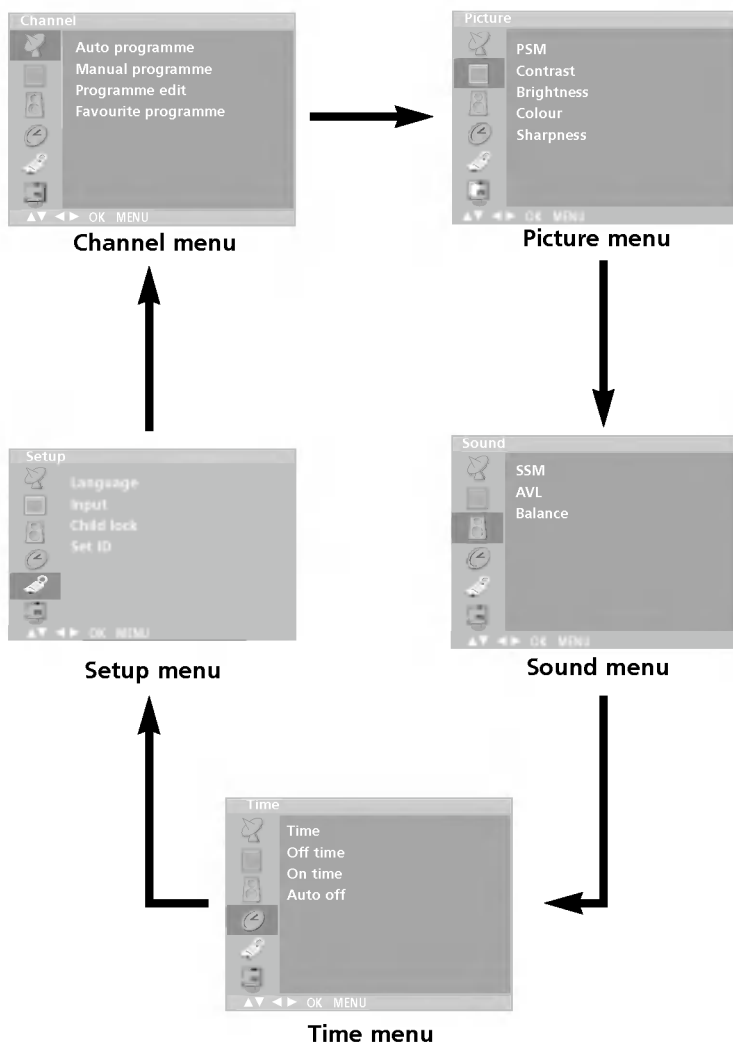 Channel
Auto programme
Manual programme
Programme edit
Favourite programme
▲▼ ◄► OK MENU
Channel menu
Picture
PSM
Contrast
Brightness
Colour
Sharpness
▲▼ ◄► OK MENU
Picture menu
Setup
Language
Input
Child lock
Set ID
▲▼ ◄► OK MENU
Setup menu
Sound
SSM
AVL
Balance
▲▼ ◄► OK MENU
Sound menu
Time
Time
Off time
On time
Auto off
▲▼ ◄► OK MENU
Time menu